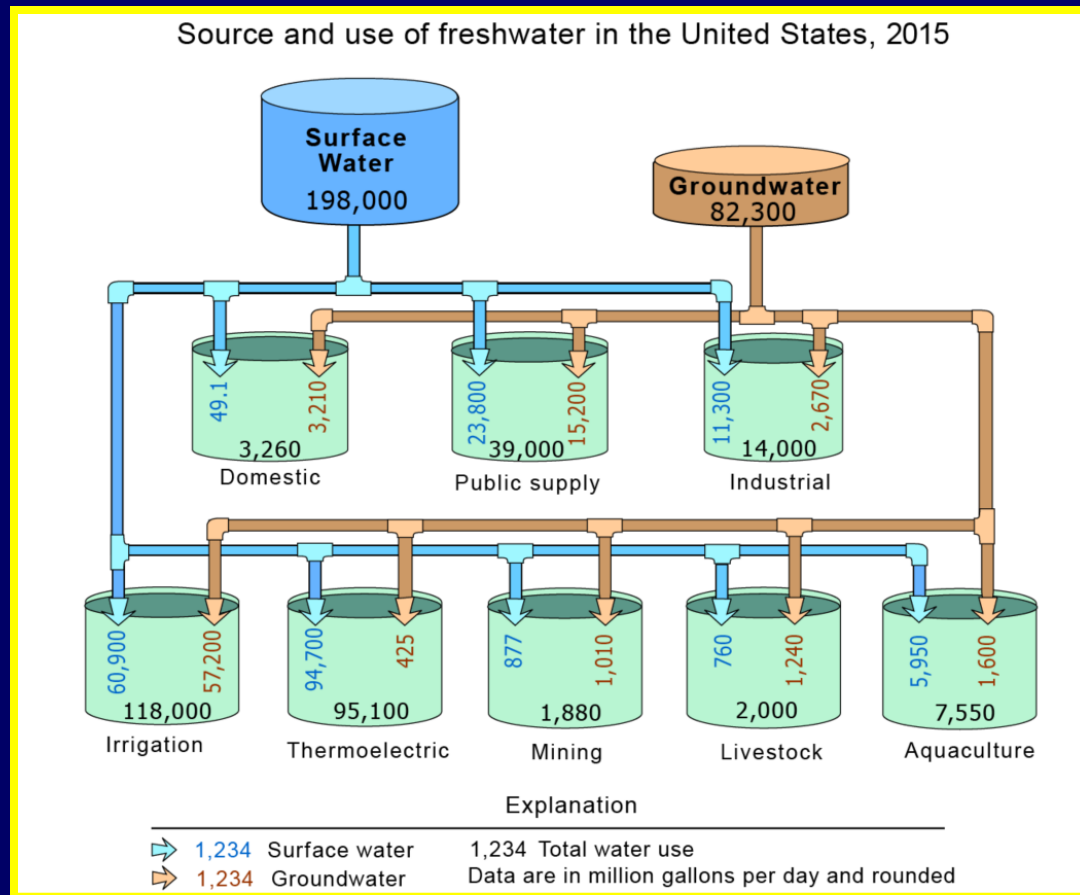 Source and use of freshwater in the United States, 2015
Surface
Water
198,000
Groundwater
82,300
49.1
3,210
3,260
Domestic
23,800
15,200
39,000
Public supply
11,300
2,670
14,000
Industrial
60,900
57,200
118,000
Irrigation
94,700
425
95,100
Thermoelectric
877
1,010
1,880
Mining
760
1,240
2,000
Livestock
5,950
1,600
7,550
Aquaculture
Explanation
1,234 Surface water
1,234 Total water use
1,234 Groundwater
Data are in million gallons per day and rounded